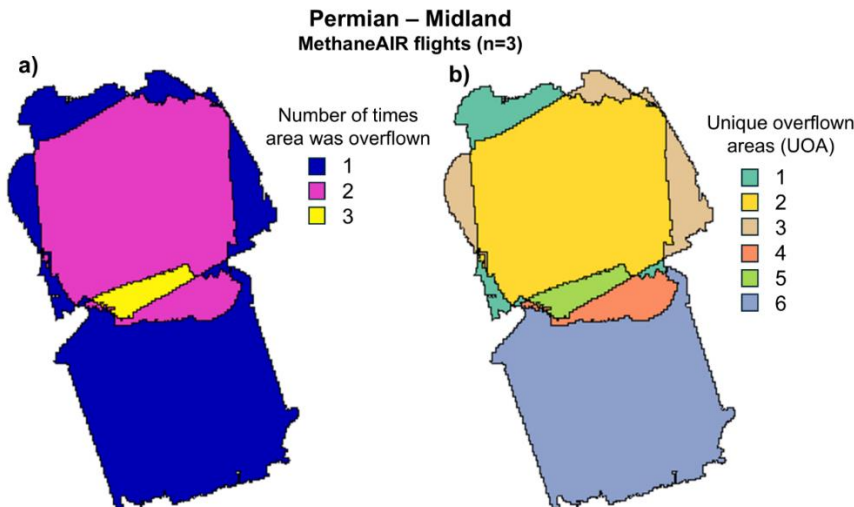 Permian – Midland
MethaneAIR flights (n=3)
a)
Number of times
area was overflown
1
2
3
b)
Unique overflown
areas (UOA)
1
2
3
4
5
6